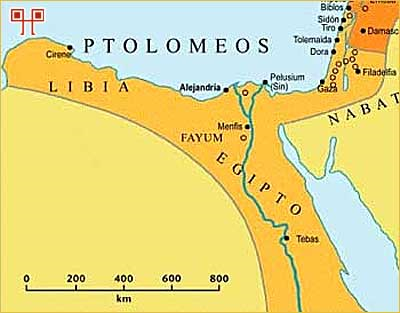 Biblos
Sidón
Tiro
Tolemaida
Dora
Damasc
Filadelfia
Gaza
PTOLOMEOS
Cirene
LIBIA
Alejandría
Pelusium (Sin)
NABAT
Menfis
FAYUM
EGIPTO
Tebas
0 200 400 600 800
km